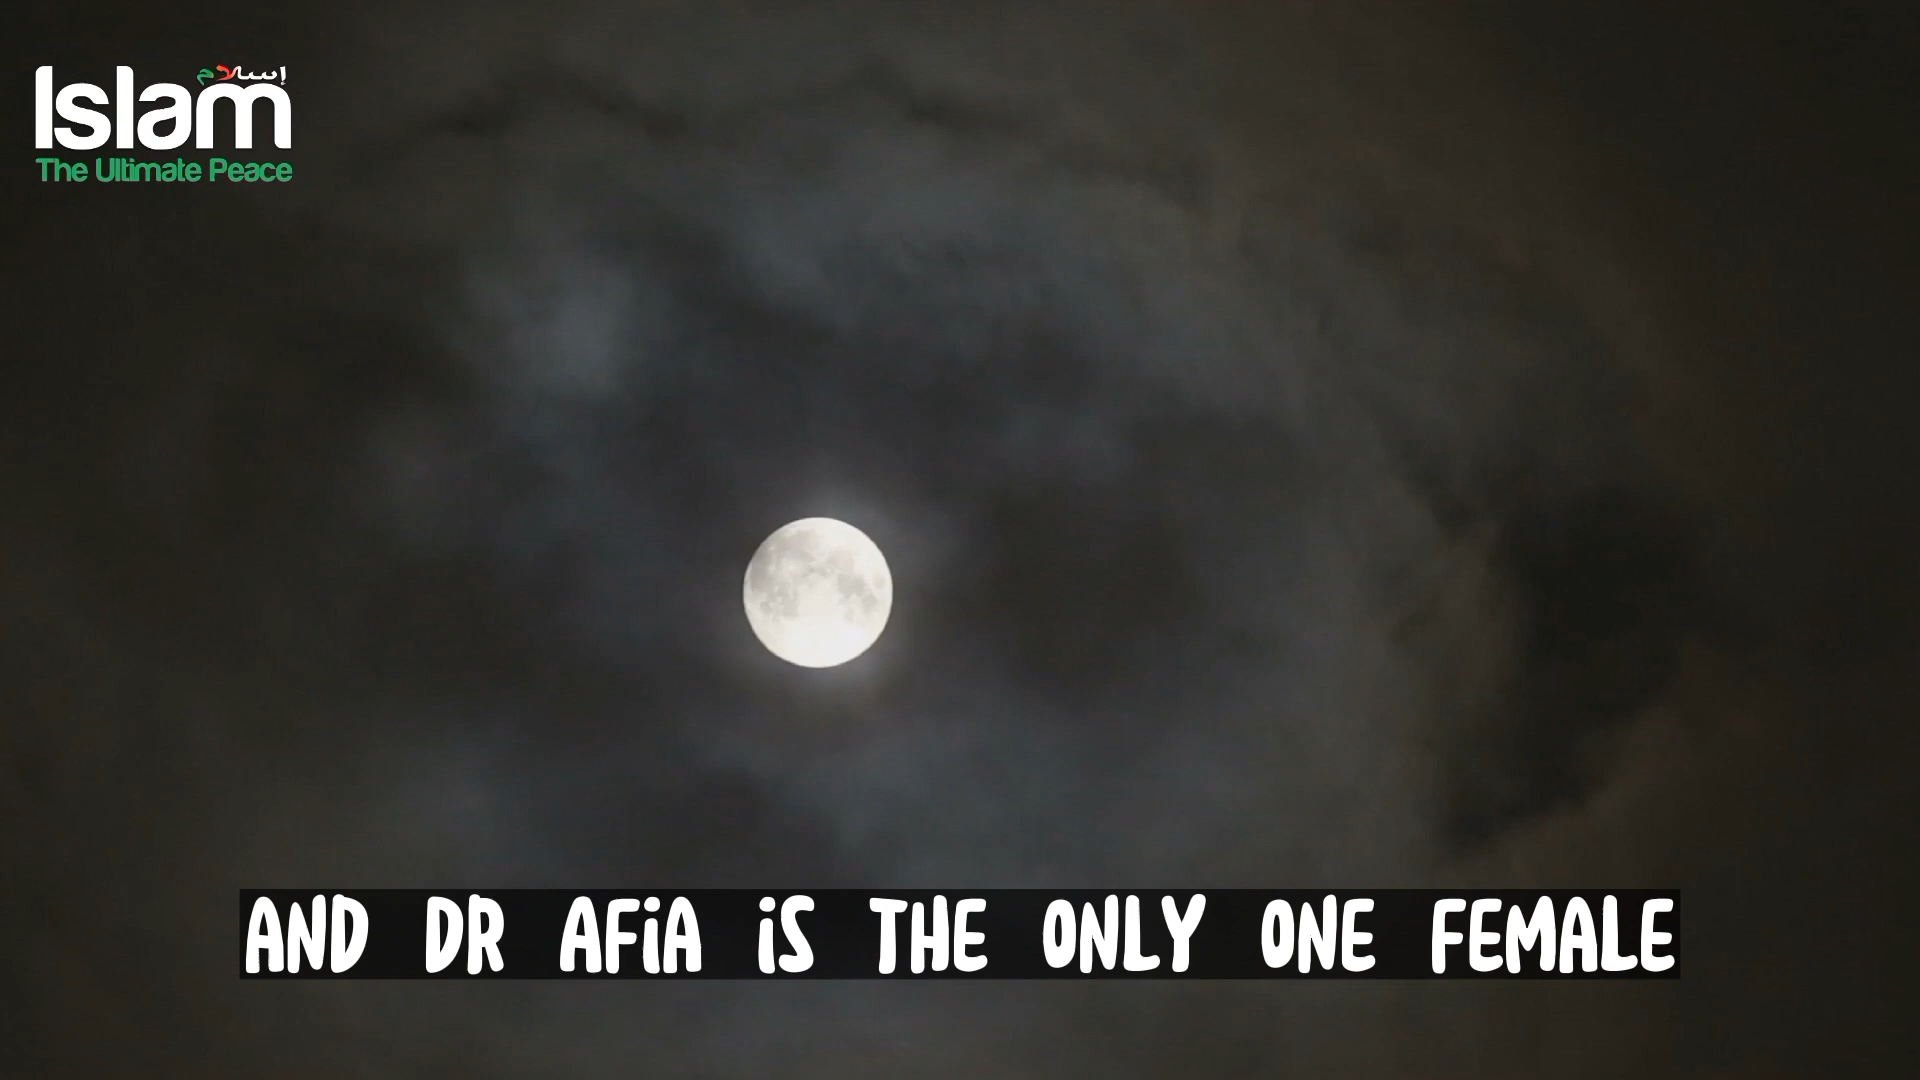 إسلام
Islam
The Ultimate Peace
AND DR AFiA iS THE ONLY ONE FEMALE